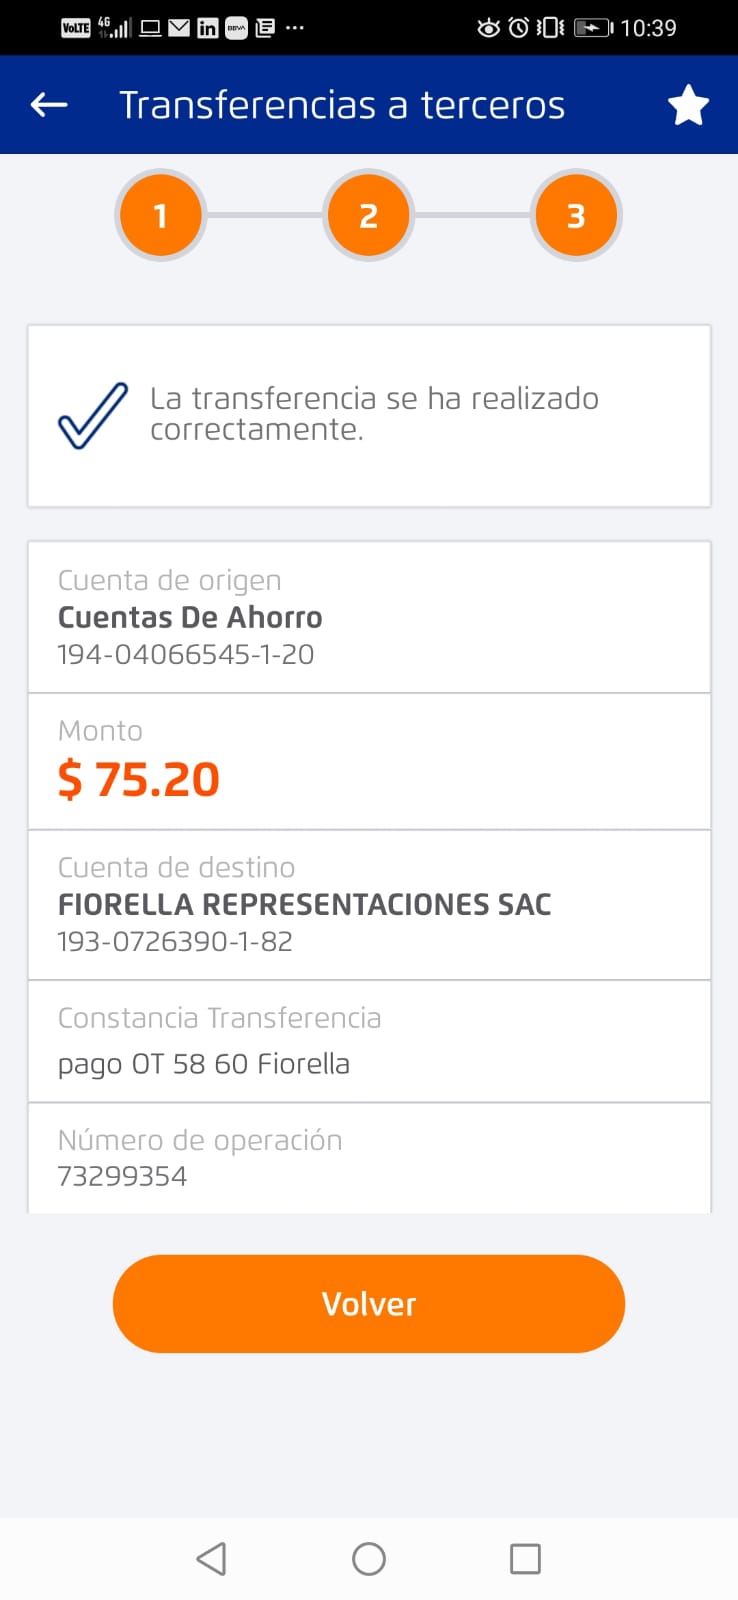 VoLTE 4G BBVA 10:39
Transferencias a terceros
1 2 3
La transferencia se ha realizado
correctamente.
Cuenta de origen
Cuentas De Ahorro
194-04066545-1-20
Monto
$ 75.20
Cuenta de destino
FIORELLA REPRESENTACIONES SAC
193-0726390-1-82
Constancia Transferencia
pago OT 58 60 Fiorella
Número de operación
73299354
Volver